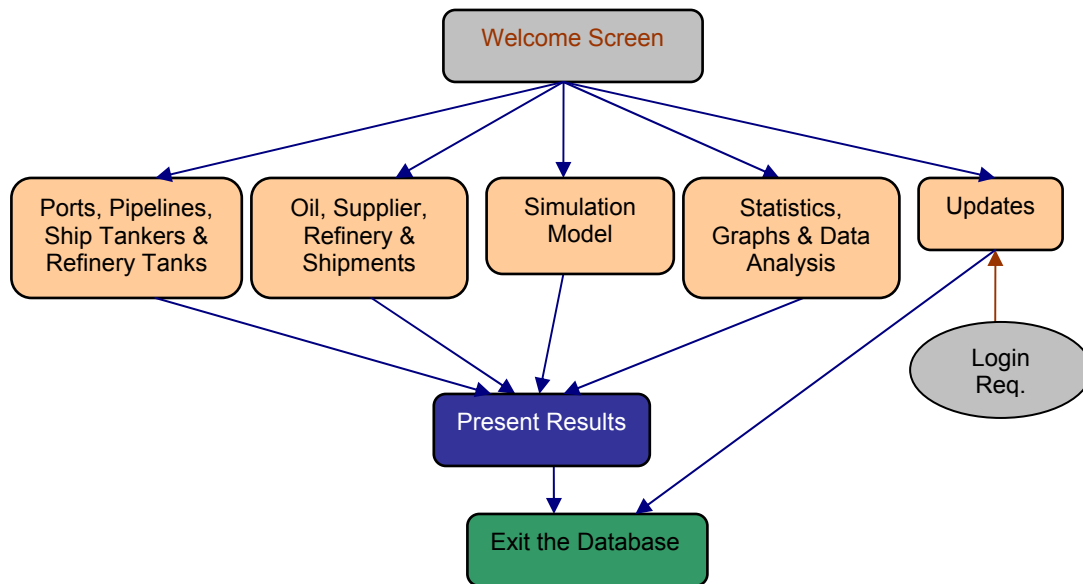 Welcome Screen
Ports, Pipelines,
Ship Tankers &
Refinery Tanks
Oil, Supplier,
Refinery &
Shipments
Simulation
Model
Statistics,
Graphs & Data
Analysis
Updates
Login
Req.
Present Results
Exit the Database